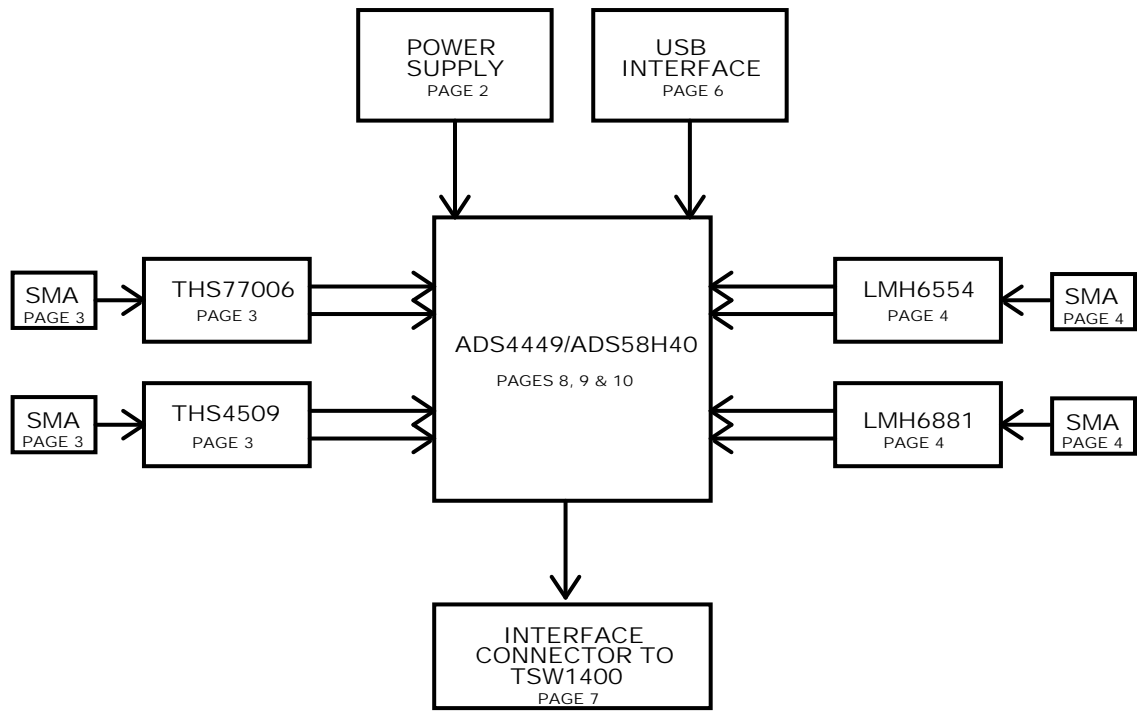 POWER
SUPPLY
PAGE 2
USB
INTERFACE
PAGE 6
SMA
PAGE 3
THS77006
PAGE 3
SMA
PAGE 3
THS4509
PAGE 3
ADS4449/ADS58H40
PAGES 8, 9 & 10
LMH6554
PAGE 4
SMA
PAGE 4
LMH6881
PAGE 4
SMA
PAGE 4
INTERFACE
CONNECTOR TO
TSW1400
PAGE 7